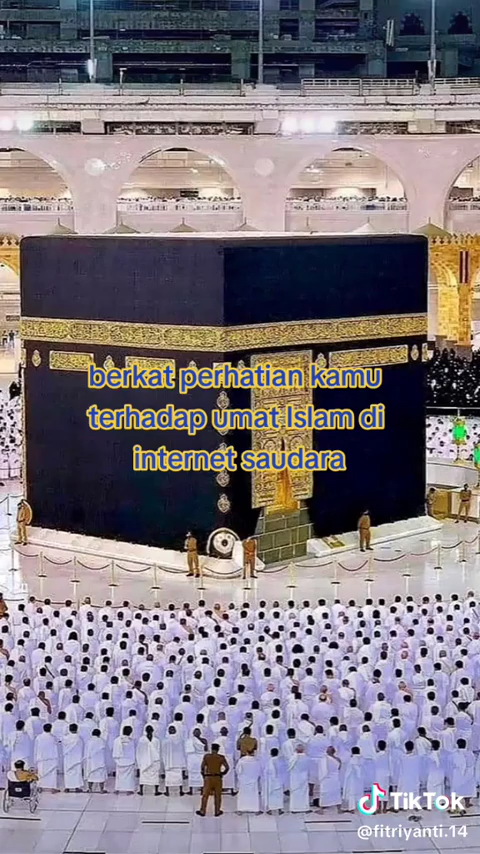 berkat perhatian kamu
terhadap umat Islam di
internet saudara
TikTok
@fitriyanti.14